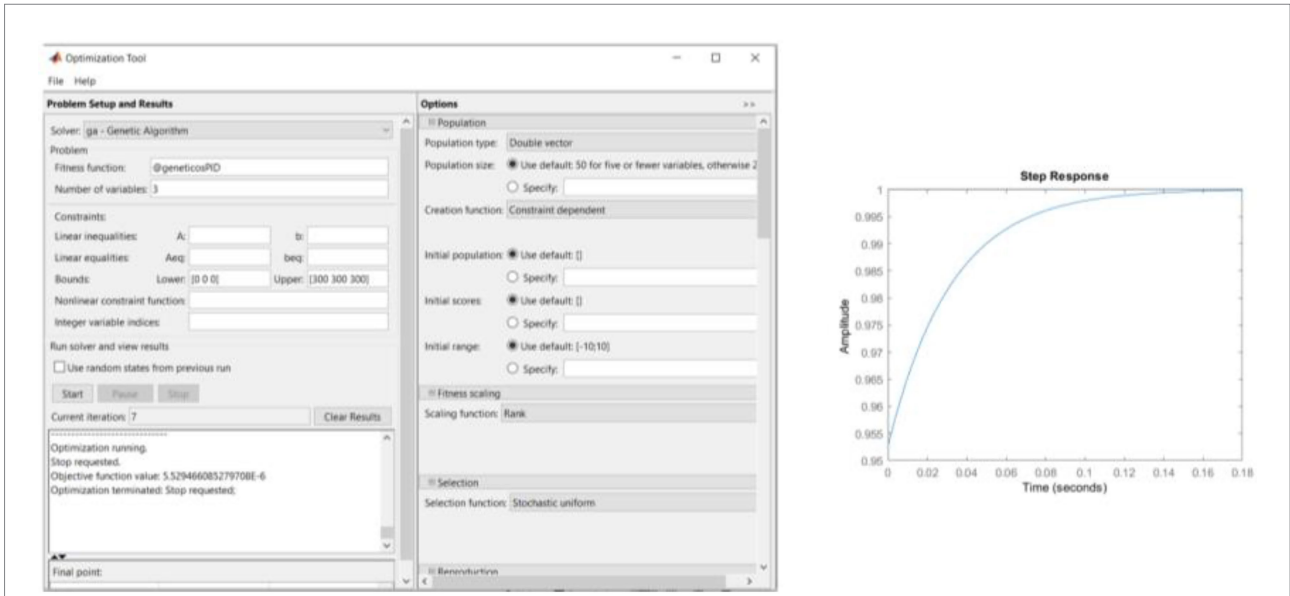 Optimization Tool
File Help
Problem Setup and Results
Solver: ga - Genetic Algorithm
Problem
Fitness function: @geneticosPID
Number of variables: 3
Constraints:
Linear inequalities: A: b:
Linear equalities: Aeq: beq:
Bounds: Lower: [0 0 0] Upper: [300 300 300]
Nonlinear constraint function:
Integer variable indices:
Run solver and view results
Use random states from previous run
Start Pause Stop
Current iteration: 7 Clear Results
Optimization running.
Stop requested.
Objective function value: 5.529466085279708E-6
Optimization terminated: Stop requested;
Final point:
Options >>
Population
Population type: Double vector
Population size: Use default: 50 for five or fewer variables, otherwise 2
Specify:
Creation function: Constraint dependent
Initial population: Use default: []
Specify:
Initial scores: Use default: []
Specify:
Initial range: Use default: [-10;10]
Specify:
Fitness scaling
Scaling function: Rank
Selection
Selection function: Stochastic uniform
Reproduction
Step Response
Amplitude
1
0.995
0.99
0.985
0.98
0.975
0.97
0.965
0.96
0.955
0.95
0 0.02 0.04 0.06 0.08 0.1 0.12 0.14 0.16 0.18
Time (seconds)